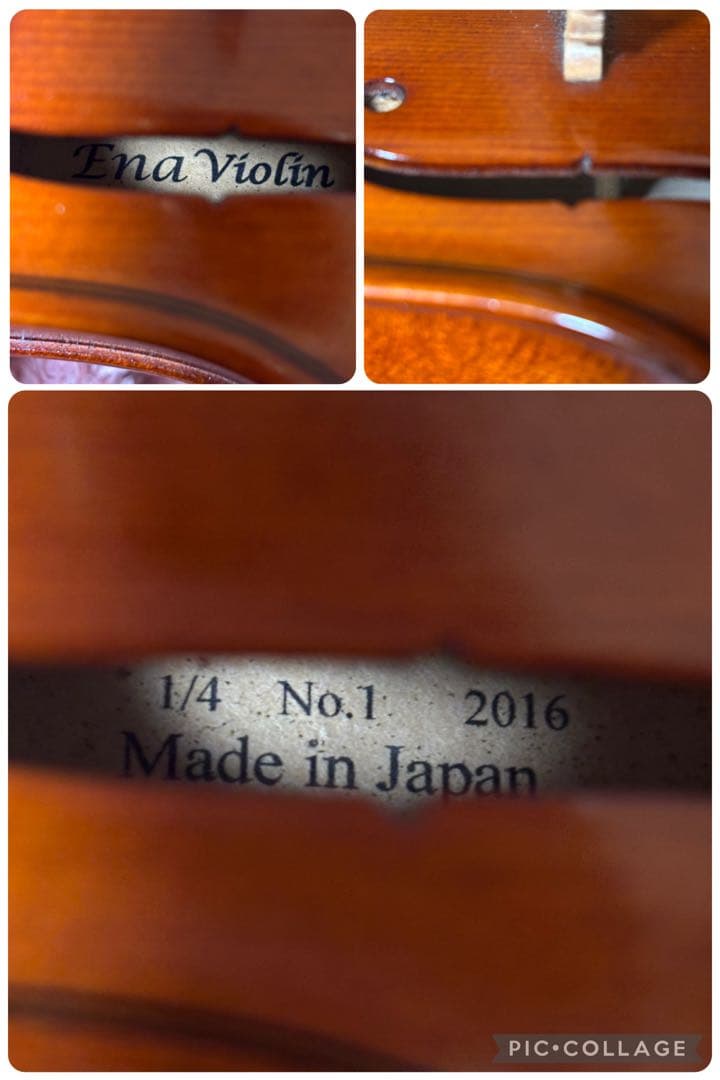 Ena Violin
1/4 No.1 2016
Made in Japan
PIC•COLLAGE